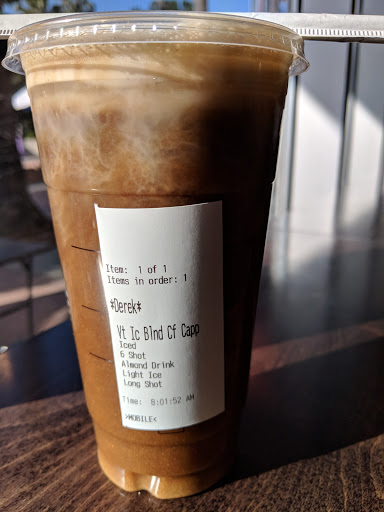 Item: 1 of 1
Items in order: 1
*Derek*
Vt Ic Blnd Cf Capp
Iced
6 Shot
Almond Drink
Light Ice
Long Shot
Time: 8:01:52 AM
>MOBILE<